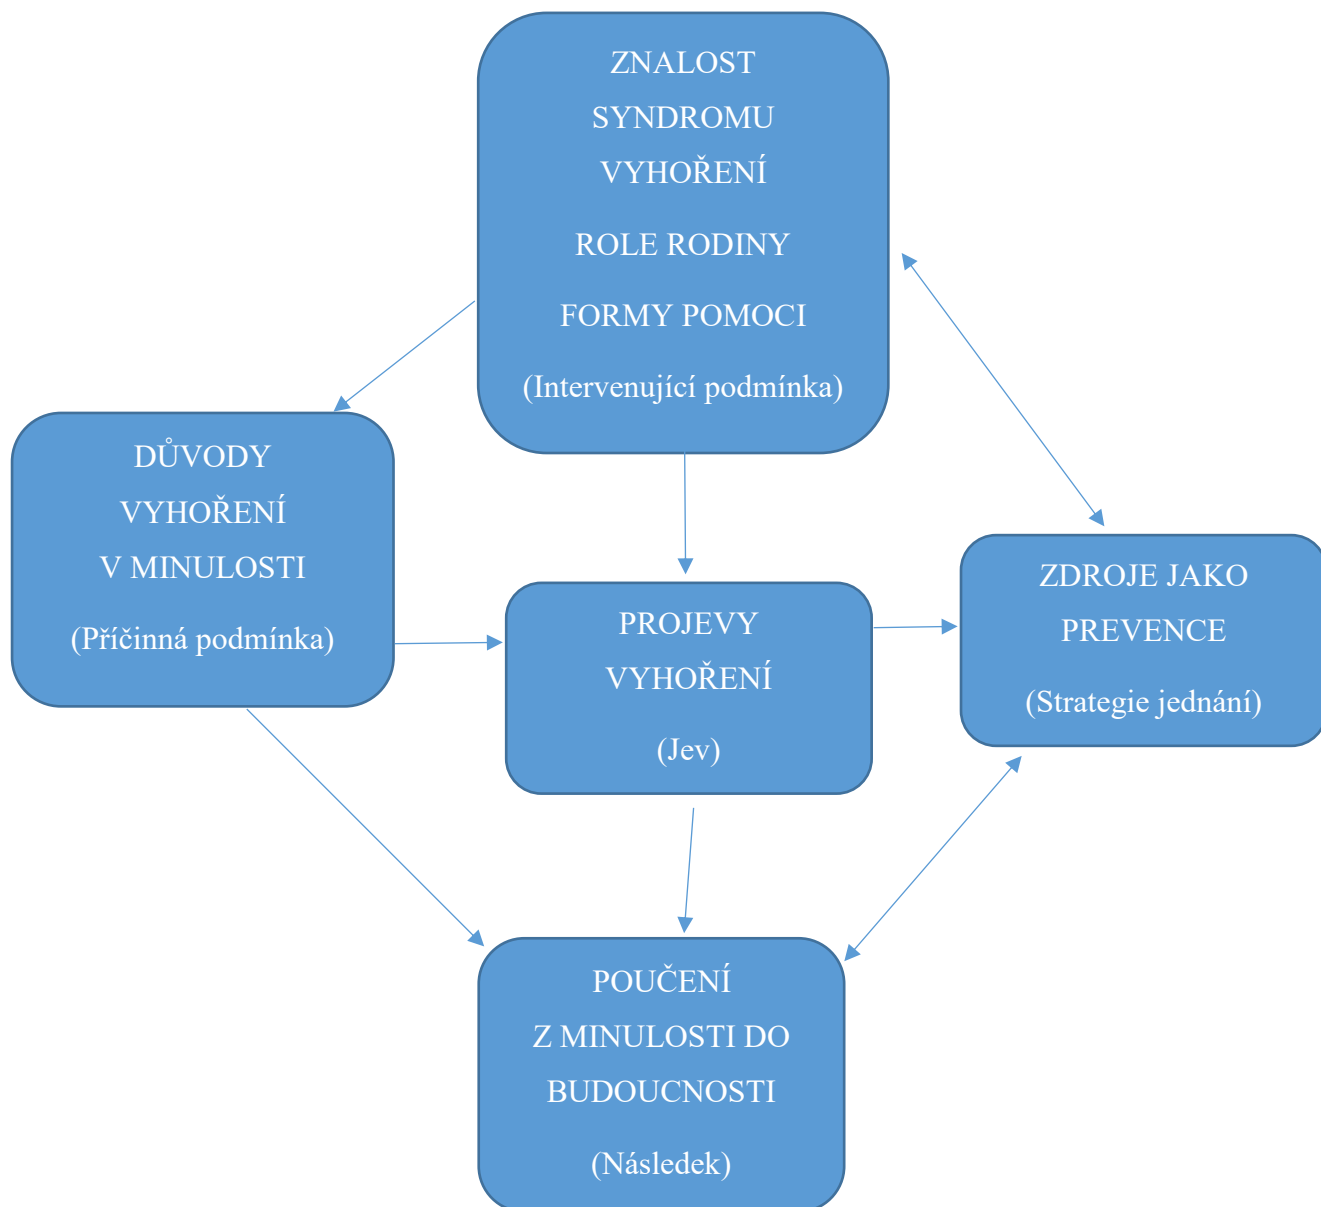 ZNALOST
SYNDROMU
VYHOŘENÍ
ROLE RODINY
FORMY POMOCI
(Intervenující podmínka)
DŮVODY
VYHOŘENÍ
V MINULOSTI
(Příčinná podmínka)
PROJEVY
VYHOŘENÍ
(Jev)
ZDROJE JAKO
PREVENCE
(Strategie jednání)
POUČENÍ
Z MINULOSTI DO
BUDOUCNOSTI
(Následek)